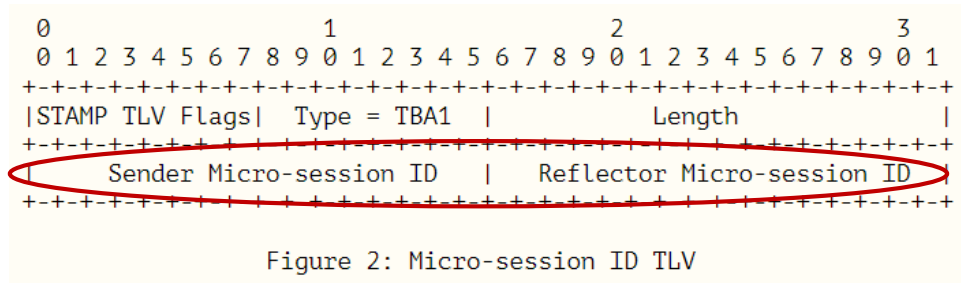 0                   1                   2                   3
0 1 2 3 4 5 6 7 8 9 0 1 2 3 4 5 6 7 8 9 0 1 2 3 4 5 6 7 8 9 0 1
+-+-+-+-+-+-+-+-+-+-+-+-+-+-+-+-+-+-+-+-+-+-+-+-+-+-+-+-+-+-+-+-+
|STAMP TLV Flags|  Type = TBA1  |           Length              |
+-+-+-+-+-+-+-+-+-+-+-+-+-+-+-+-+-+-+-+-+-+-+-+-+-+-+-+-+-+-+-+-+
|     Sender Micro-session ID   |   Reflector Micro-session ID  |
+-+-+-+-+-+-+-+-+-+-+-+-+-+-+-+-+-+-+-+-+-+-+-+-+-+-+-+-+-+-+-+-+
Figure 2: Micro-session ID TLV